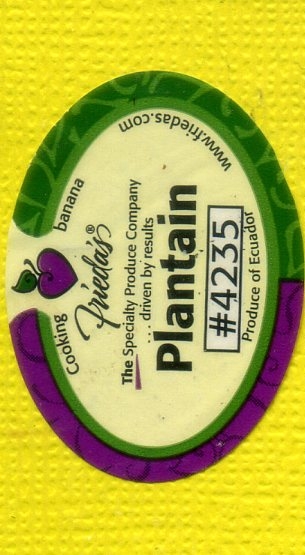 Cooking banana
Frieda's®
The Specialty Produce Company
... driven by results
Plantain
#4235
Produce of Ecuador
www.friedas.com